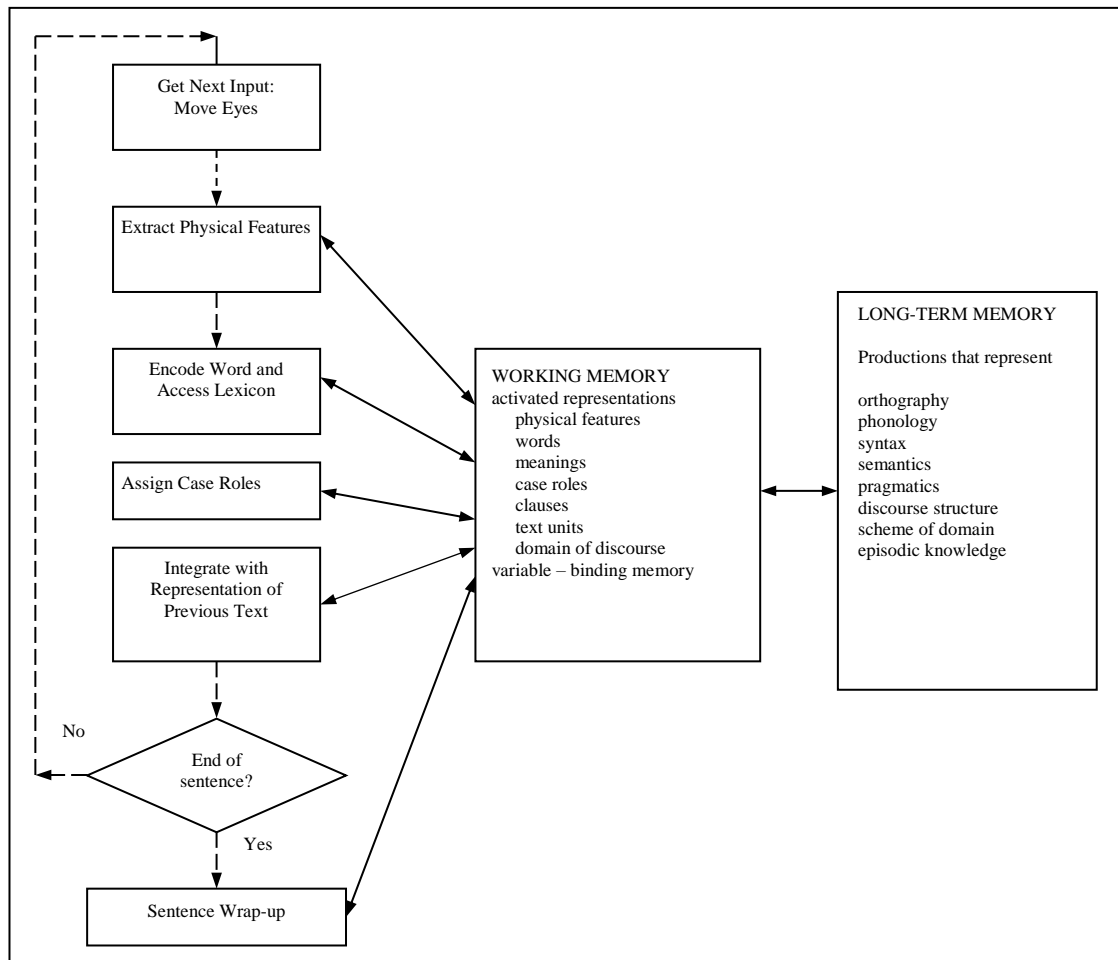 Get Next Input:
Move Eyes
Extract Physical Features
Encode Word and
Access Lexicon
Assign Case Roles
Integrate with
Representation of
Previous Text
No
End of
sentence?
Yes
Sentence Wrap-up
WORKING MEMORY
activated representations
physical features
words
meanings
case roles
clauses
text units
domain of discourse
variable – binding memory
LONG-TERM MEMORY
Productions that represent
orthography
phonology
syntax
semantics
pragmatics
discourse structure
scheme of domain
episodic knowledge